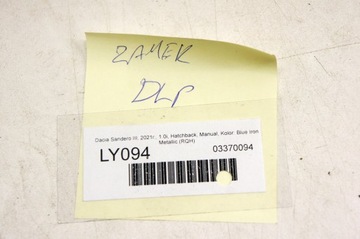 ZAMEK
DLP
Dacia Sandero III, 2021r., 1.0i, Hatchback, Manual, Kolor: Blue Iron
Metallic (RQH)
LY094 03370094